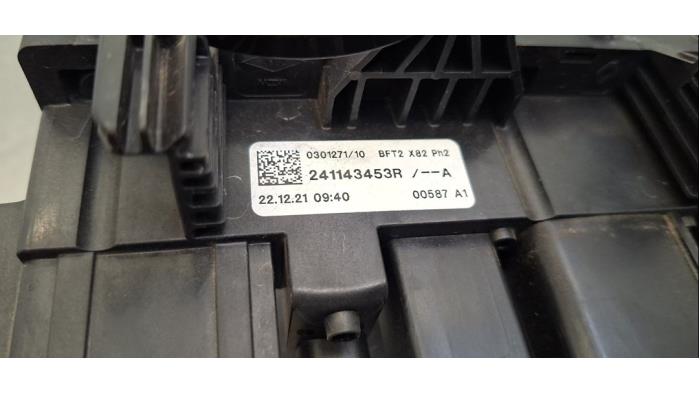 0301271/10 BFT2 X82 Ph2
241143453R /--A
22.12.21 09:40 00587 A1